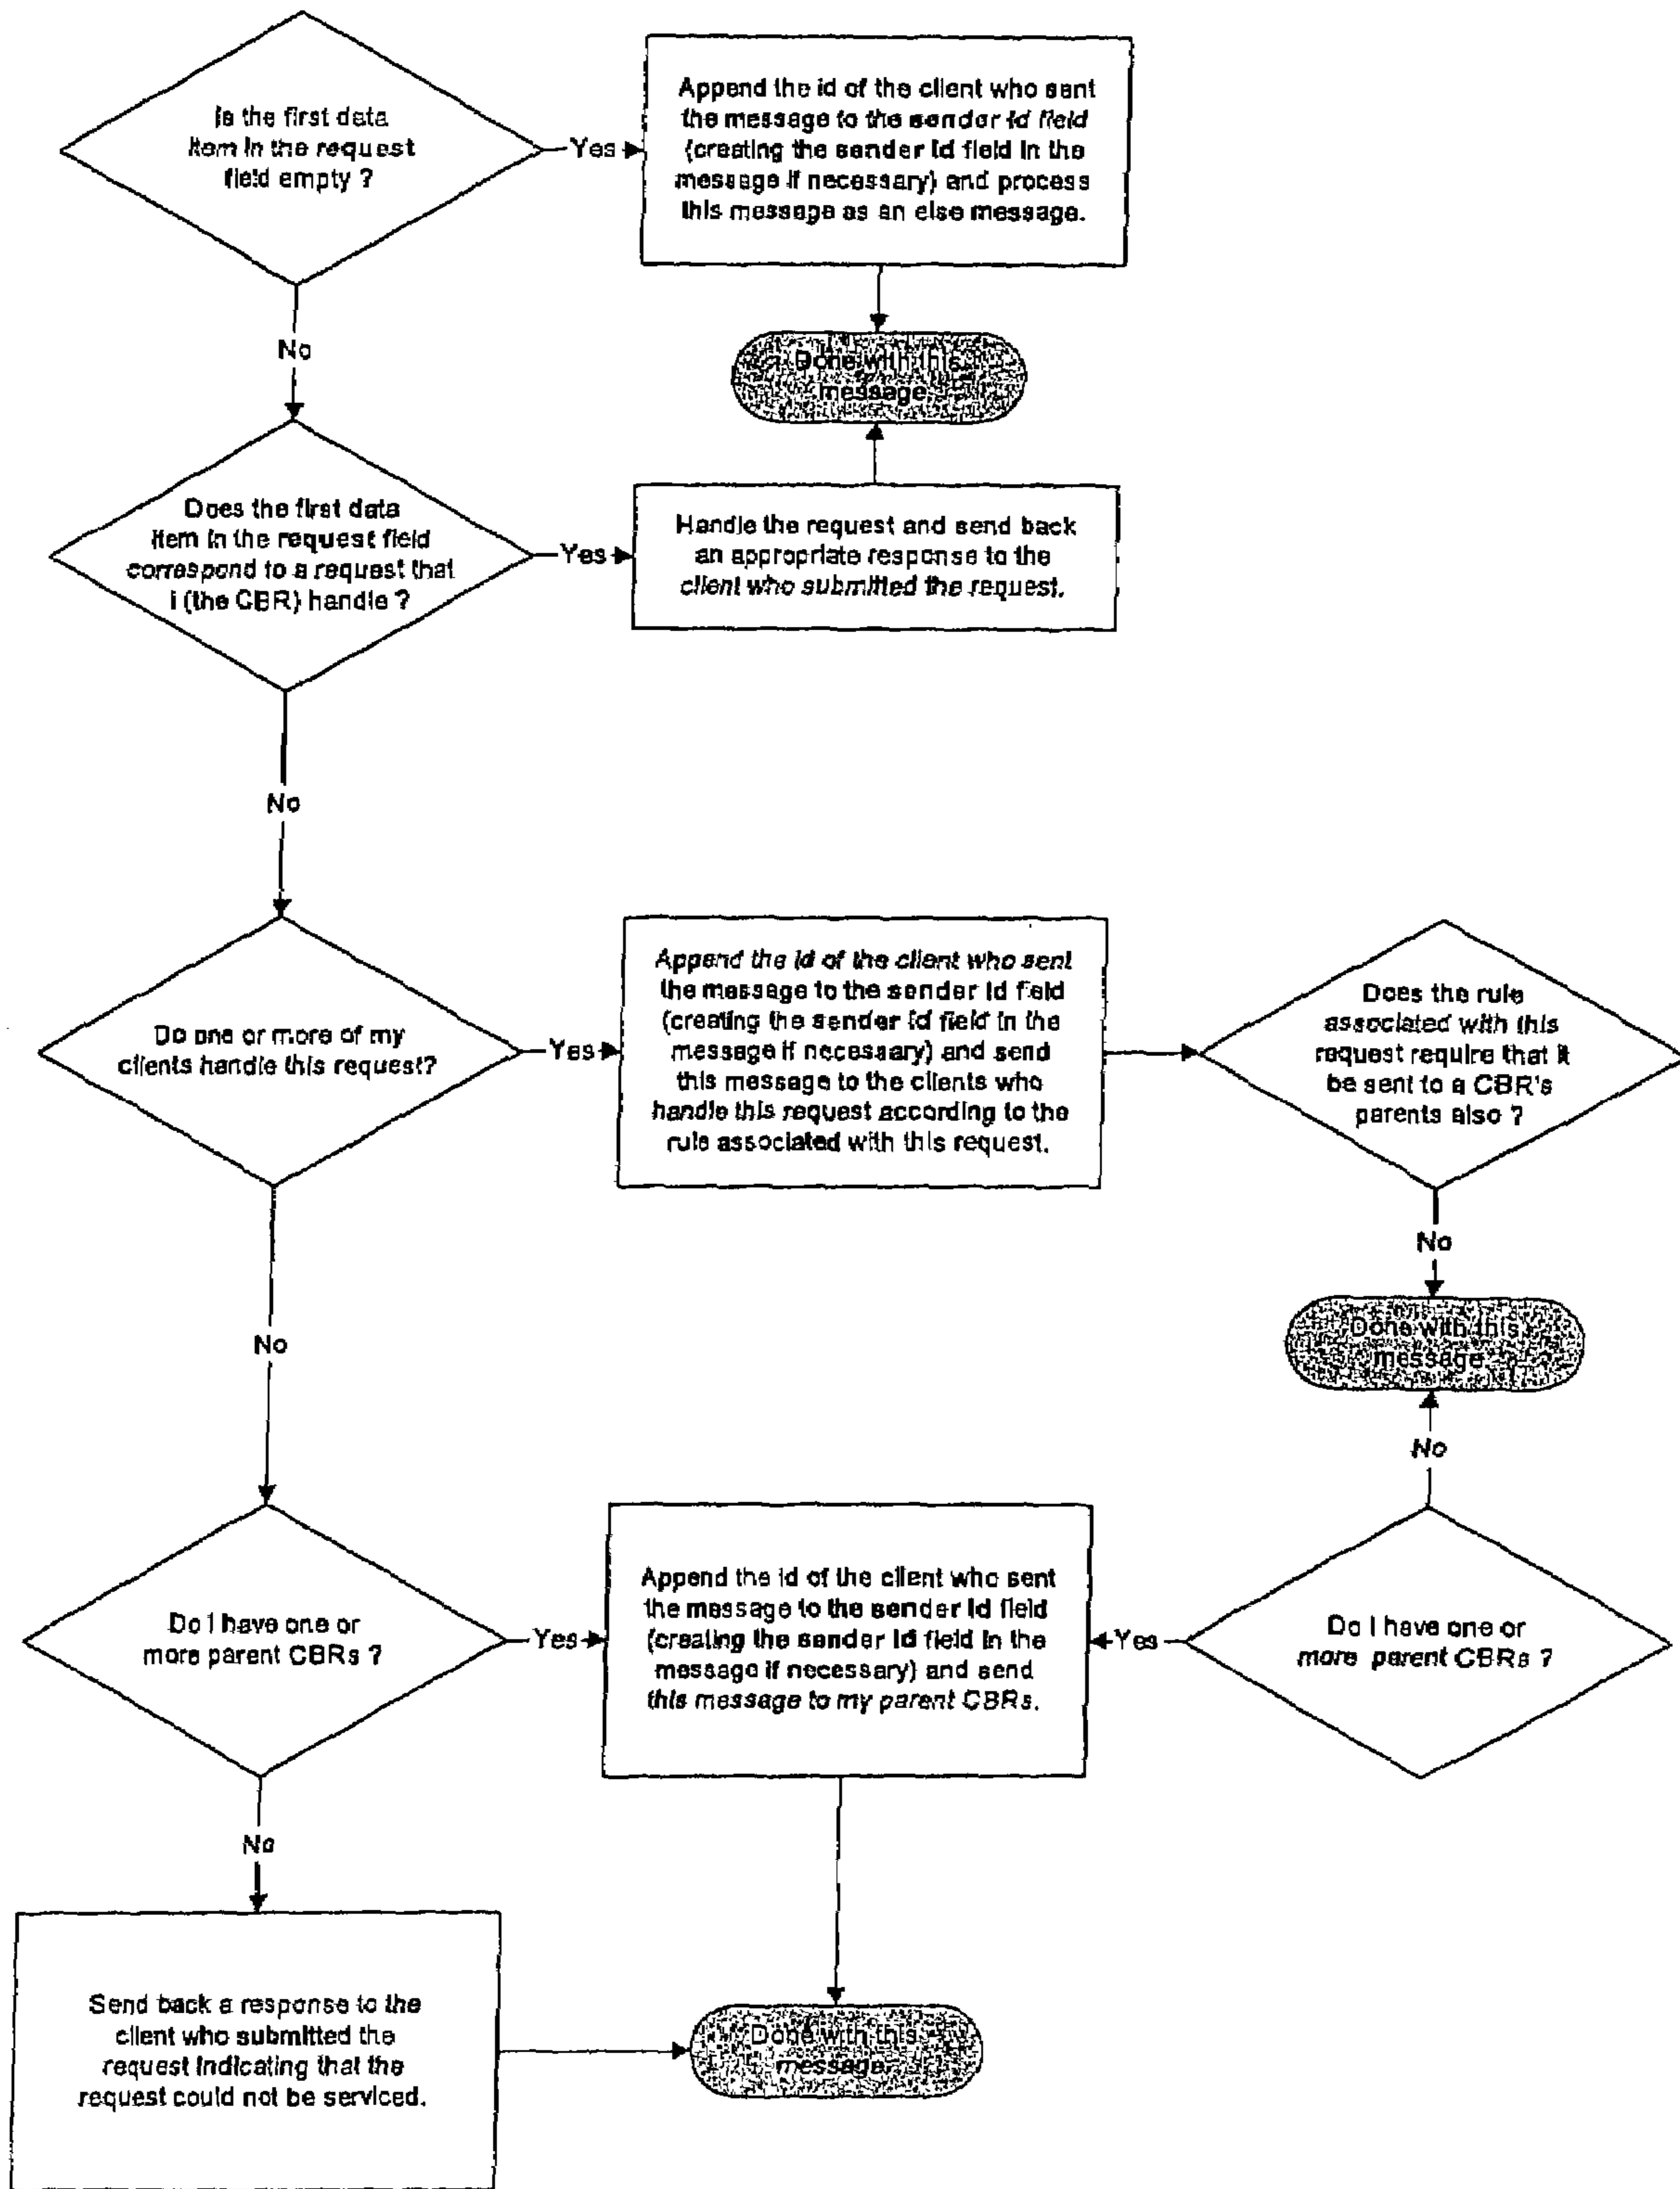 Is the first data
item in the request
field empty ?
Yes
Append the id of the client who sent
the message to the sender id field
(creating the sender id field in the
message if necessary) and process
this message as an else message.
No
Done with this
message
Does the first data
item in the request field
correspond to a request that
I (the CBR) handle ?
Yes
Handle the request and send back
an appropriate response to the
client who submitted the request.
No
Do one or more of my
clients handle this request?
Yes
Append the id of the client who sent
the message to the sender id field
(creating the sender id field in the
message if necessary) and send
this message to the clients who
handle this request according to the
rule associated with this request.
Does the rule
associated with this
request require that it
be sent to a CBR's
parents also ?
No
Done with this
message
No
No
Do I have one or
more parent CBRs ?
Yes
Append the id of the client who sent
the message to the sender id field
(creating the sender id field in the
message if necessary) and send
this message to my parent CBRs.
Yes
Do I have one or
more parent CBRs ?
No
Send back a response to the
client who submitted the
request indicating that the
request could not be serviced.
Done with this
message